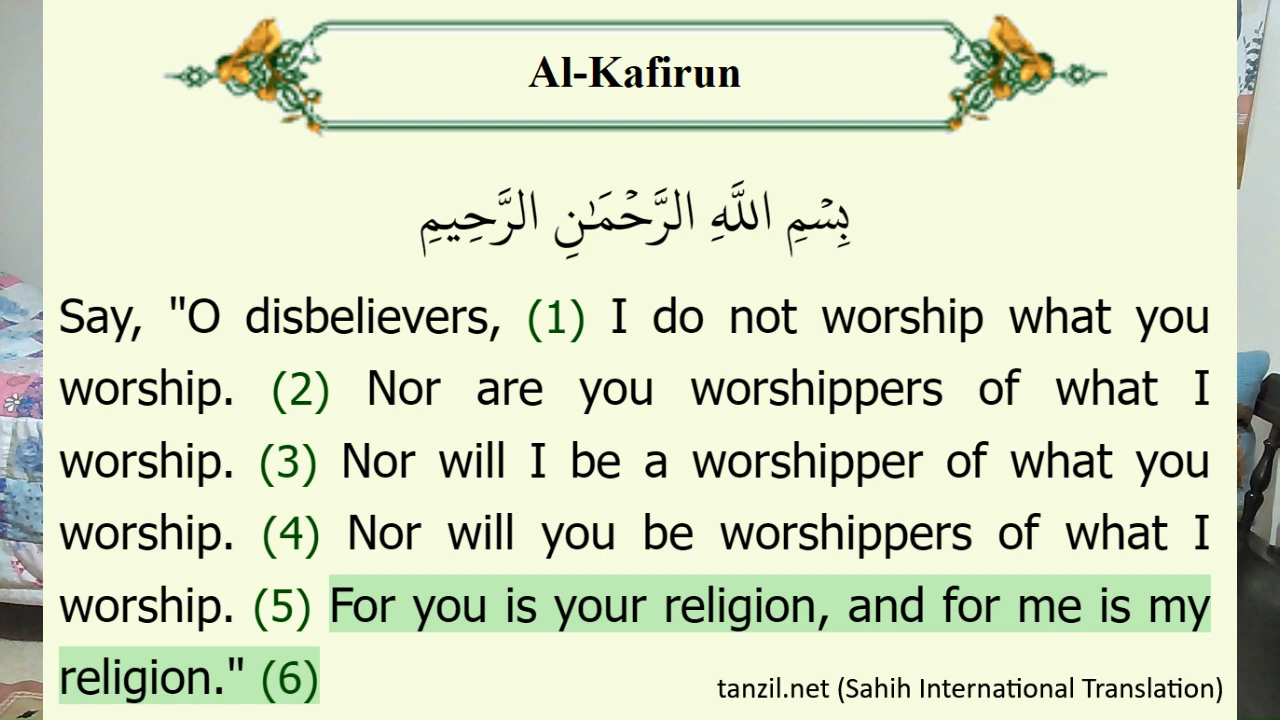 Al-Kafirun
بِسْمِ اللَّهِ الرَّحْمَٰنِ الرَّحِيمِ
Say, "O disbelievers, (1) I do not worship what you
worship. (2) Nor are you worshippers of what I
worship. (3) Nor will I be a worshipper of what you
worship. (4) Nor will you be worshippers of what I
worship. (5) For you is your religion, and for me is my
religion." (6)
tanzil.net (Sahih International Translation)